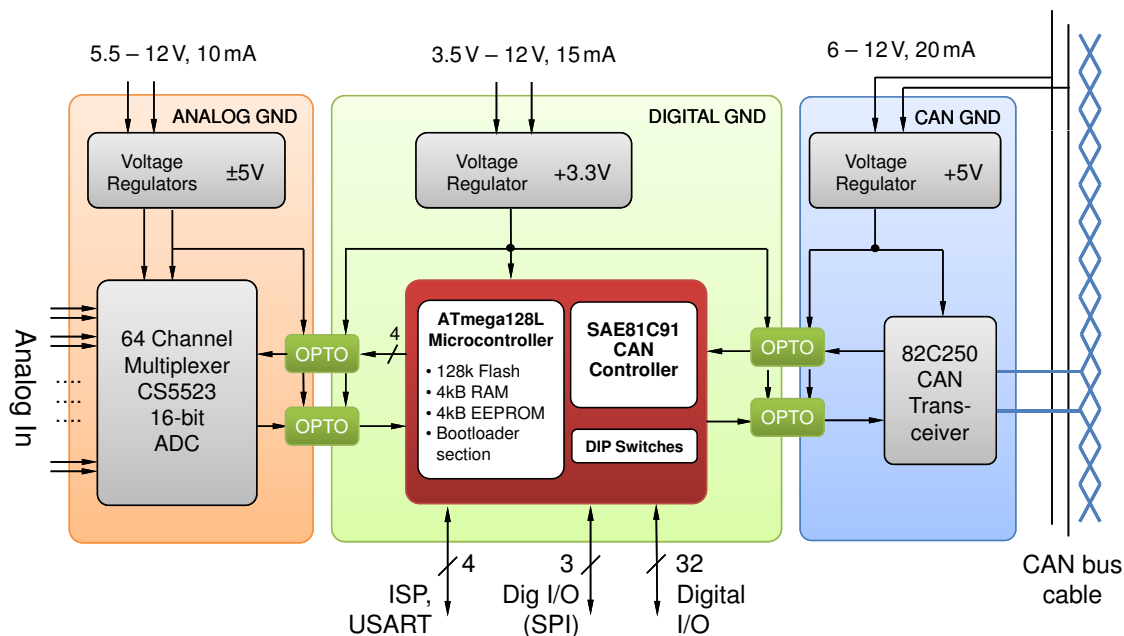 5.5 – 12 V, 10 mA
3.5 V – 12 V, 15 mA
6 – 12 V, 20 mA
ANALOG GND
DIGITAL GND
CAN GND
Voltage
Regulators
±5V
Voltage
Regulator
+3.3V
Voltage
Regulator
+5V
Analog In
....
....
....
64 Channel
Multiplexer
CS5523
16-bit
ADC
OPTO
OPTO
4
ATmega128L
Microcontroller
• 128k Flash
• 4kB RAM
• 4kB EEPROM
• Bootloader
section
SAE81C91
CAN
Controller
DIP Switches
OPTO
OPTO
82C250
CAN
Trans-
ceiver
4
ISP,
USART
3
Dig I/O
(SPI)
32
Digital
I/O
CAN bus
cable